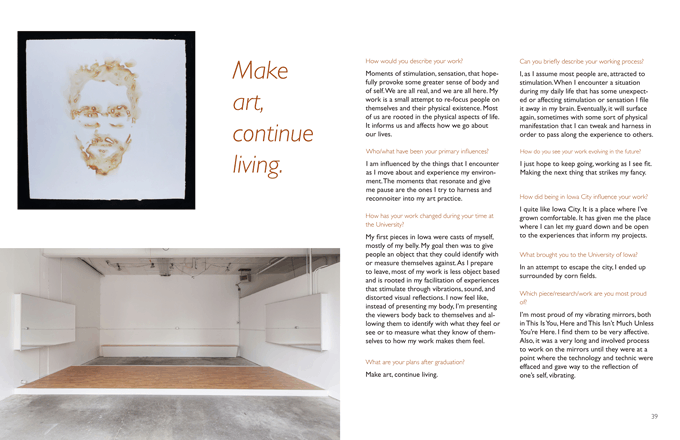 Make
art,
continue
living.
How would you describe your work?
Moments of stimulation, sensation, that hope-
fully provoke some greater sense of body and
of self. We are all real, and we are all here. My
work is a small attempt to re-focus people on
themselves and their physical existence. Most
of us are rooted in the physical aspects of life.
It informs us and affects how we go about
our lives.
Who/what have been your primary influences?
I am influenced by the things that I encounter
as I move about and experience my environ-
ment. The moments that resonate and give
me pause are the ones I try to harness and
reconnoiter into my art practice.
How has your work changed during your time at
the University?
My first pieces in Iowa were casts of myself,
mostly of my belly. My goal then was to give
people an object that they could identify with
or measure themselves against. As I prepare
to leave, most of my work is less object based
and is rooted in my facilitation of experiences
that stimulate through vibrations, sound, and
distorted visual reflections. I now feel like,
instead of presenting my body, I'm presenting
the viewers body back to themselves and al-
lowing them to identify with what they feel or
see or to measure what they know of them-
selves to how my work makes them feel.
What are your plans after graduation?
Make art, continue living.
Can you briefly describe your working process?
I, as I assume most people are, attracted to
stimulation. When I encounter a situation
during my daily life that has some unexpect-
ed or affecting stimulation or sensation I file
it away in my brain. Eventually, it will surface
again, sometimes with some sort of physical
manifestation that I can tweak and harness in
order to pass along the experience to others.
How do you see your work evolving in the future?
I just hope to keep going, working as I see fit.
Making the next thing that strikes my fancy.
How did being in Iowa City influence your work?
I quite like Iowa City. It is a place where I've
grown comfortable. It has given me the place
where I can let my guard down and be open
to the experiences that inform my projects.
What brought you to the University of Iowa?
In an attempt to escape the city, I ended up
surrounded by corn fields.
Which piece/research/work are you most proud
of?
I'm most proud of my vibrating mirrors, both
in This Is You, Here and This Isn't Much Unless
You're Here. I find them to be very affective.
Also, it was a very long and involved process
to work on the mirrors until they were at a
point where the technology and technic were
effaced and gave way to the reflection of
one's self, vibrating.
39